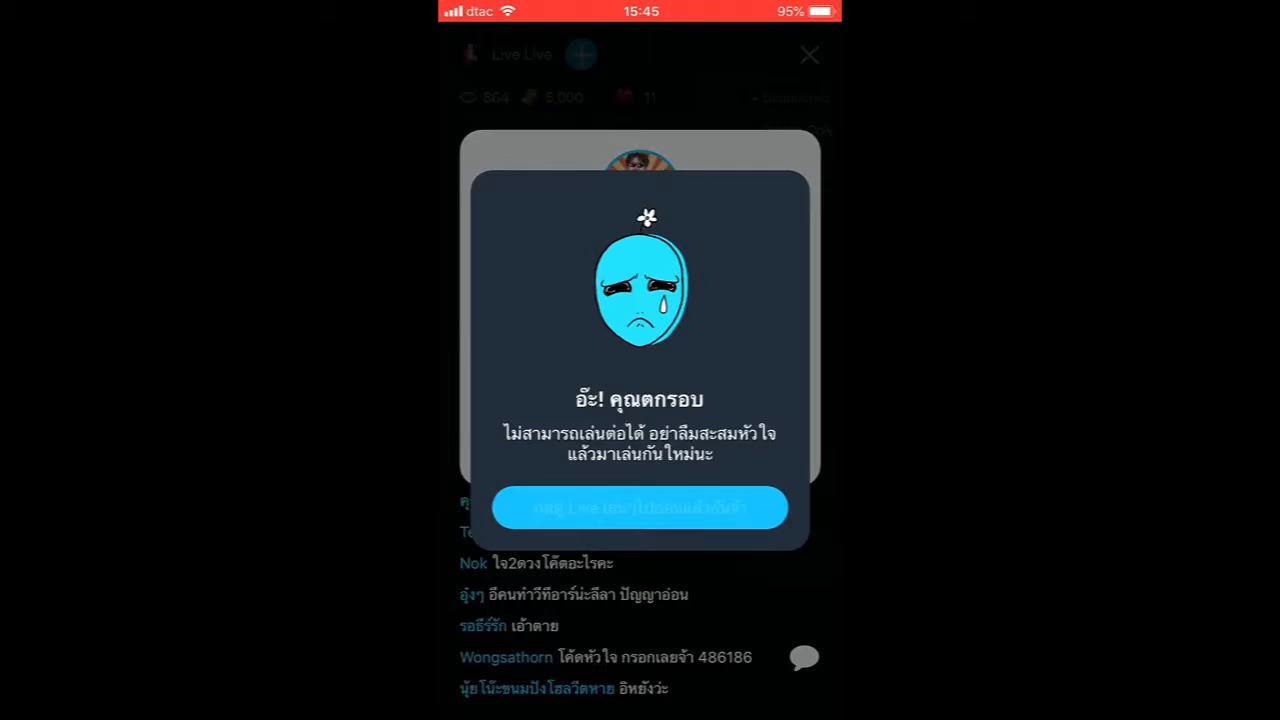 dtac
15:45
95%
Live Live
864
5,000
11
อ๊ะ! คุณตกรอบ
ไม่สามารถเล่นต่อได้ อย่าลืมสะสมหัวใจ
แล้วมาเล่นกันใหม่นะ
Nok ใจ2ดวงโค๊ตอะไรคะ
อุ๋งๆ อีคนทำวีทีอาร์น่ะลีลา ปัญญาอ่อน
รอธีร์รัก เอ้าตาย
Wongsathorn โค้ดหัวใจ กรอกเลยจ้า 486186
นุ้ยโน๊ะขนมปังโฮลวีตหาย อิหยังว่ะ